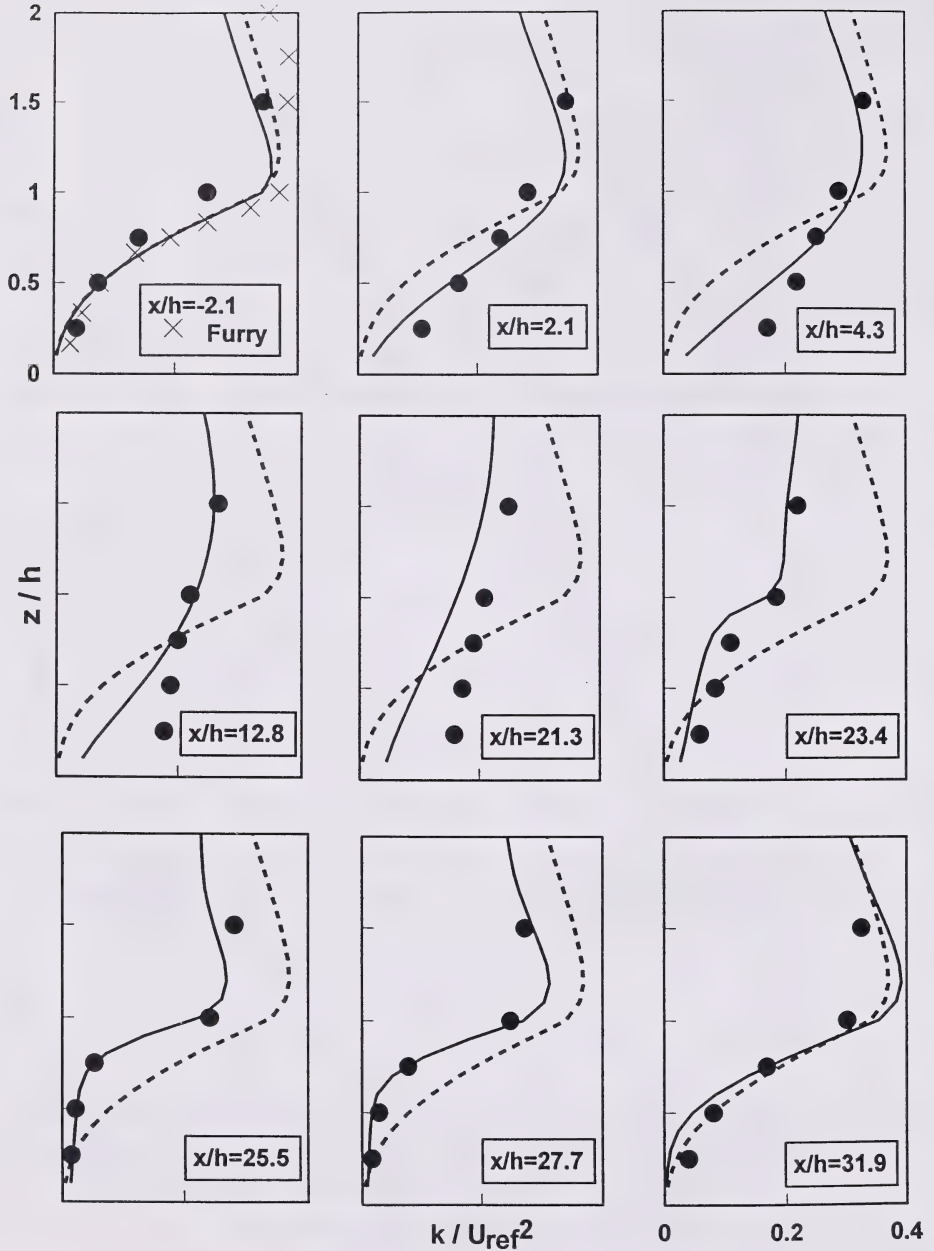 2
1.5
1
0.5
0
x/h=-2.1
× Furry
x/h=2.1
x/h=4.3
z / h
x/h=12.8
x/h=21.3
x/h=23.4
x/h=25.5
x/h=27.7
x/h=31.9
0 0.2 0.4
k / Uref2